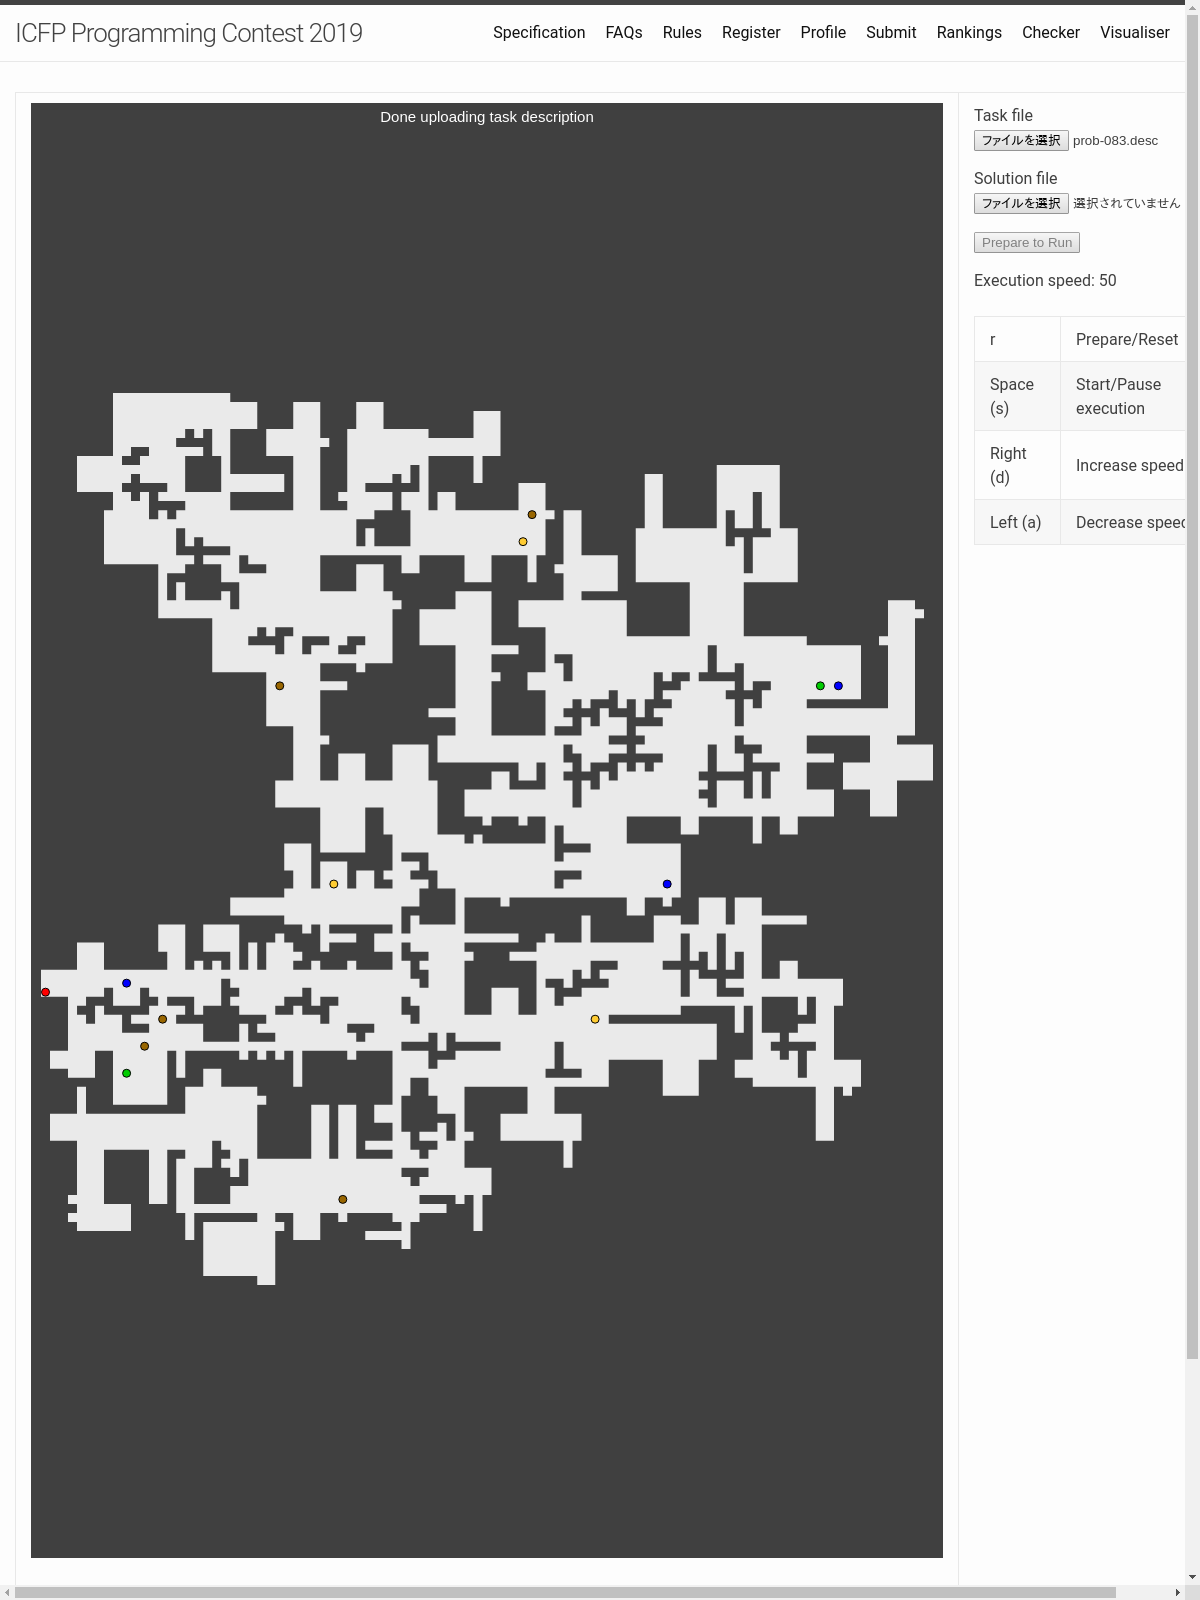 ICFP Programming Contest 2019
Specification FAQs Rules Register Profile Submit Rankings Checker Visualiser
Done uploading task description
Task file
ファイルを選択 prob-083.desc
Solution file
ファイルを選択 選択されていません
Prepare to Run
Execution speed: 50
r Prepare/Reset
Space (s) Start/Pause execution
Right (d) Increase speed
Left (a) Decrease speed